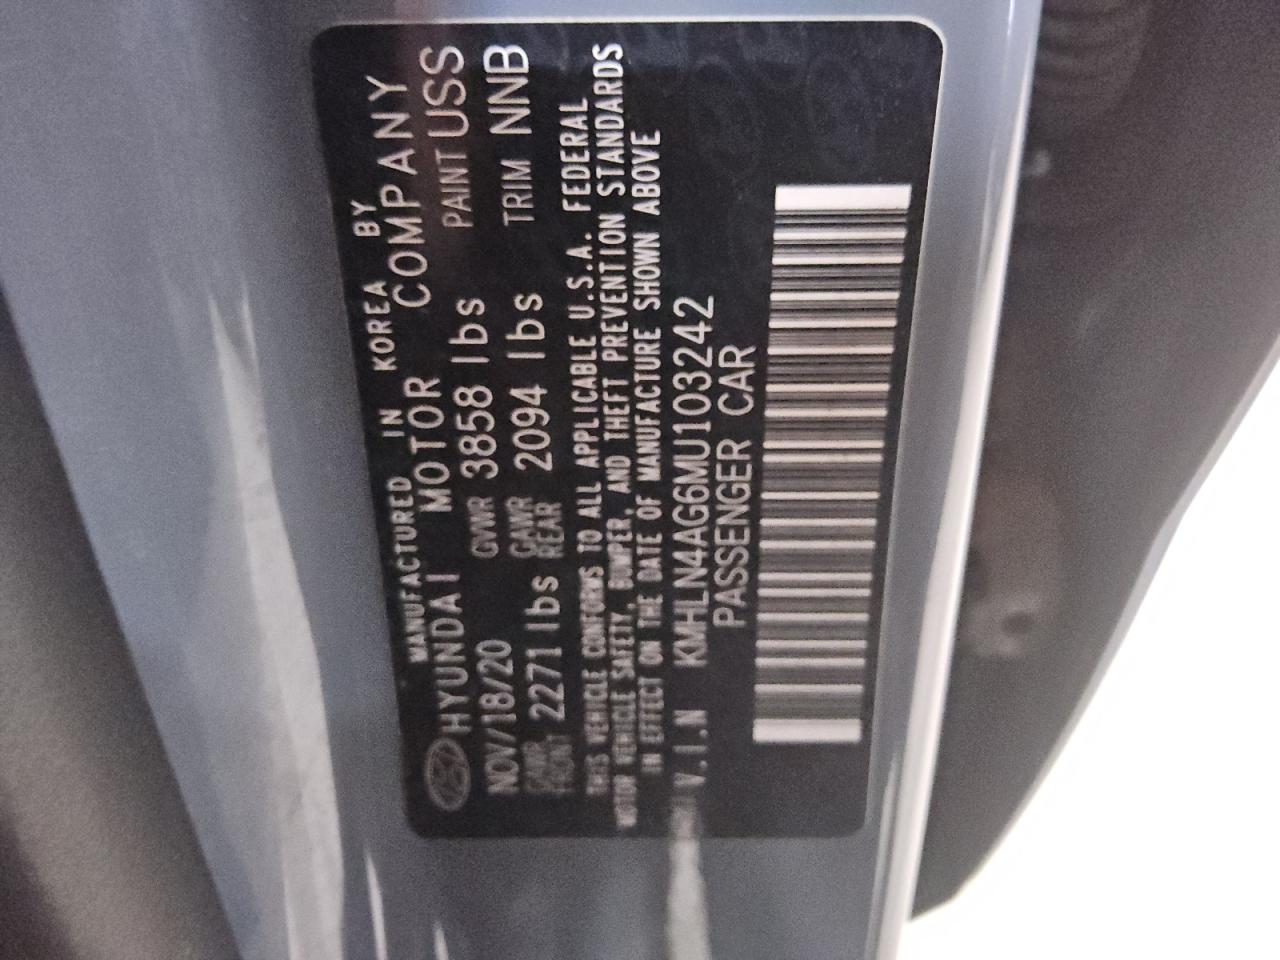 MANUFACTURED IN KOREA BY
HYUNDAI MOTOR COMPANY
NOV/18/20 GVWR 3858 lbs PAINT USS
GAWR FRONT 2271 lbs GAWR REAR 2094 lbs TRIM NNB
THIS VEHICLE CONFORMS TO ALL APPLICABLE U.S.A. FEDERAL
MOTOR VEHICLE SAFETY, BUMPER, AND THEFT PREVENTION STANDARDS
IN EFFECT ON THE DATE OF MANUFACTURE SHOWN ABOVE
V.I.N KMHLN4AG6MU103242
PASSENGER CAR